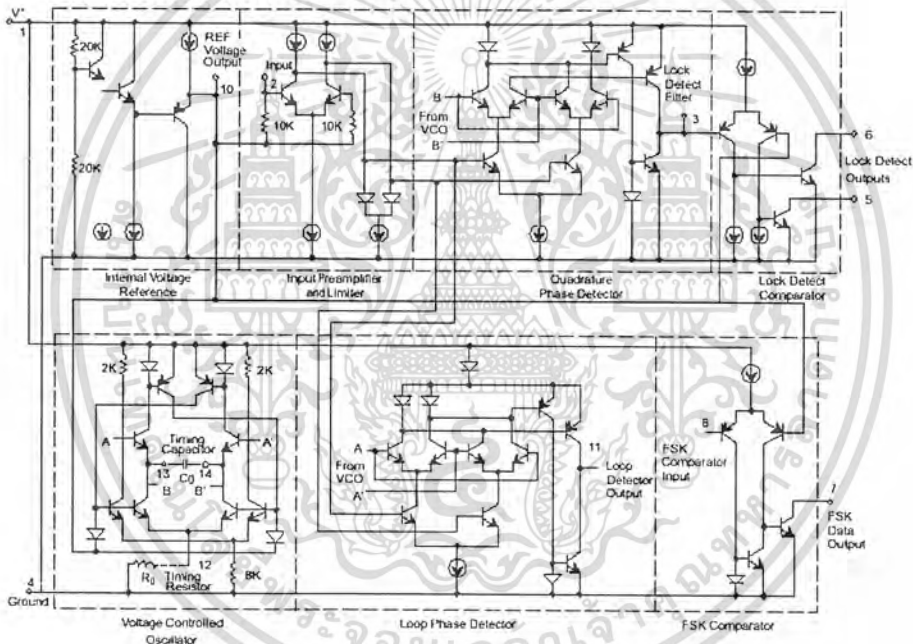 V+
1
20K
REF
Voltage
Output
10
Input
2
10K
10K
20K
B
From
VCO
B'
Lock
Detect
Filter
3
6
Lock Detect
Outputs
5
Internal Voltage
Reference
Input Preamplifier
and Limiter
Quadrature
Phase Detector
Lock Detect
Comparator
2K
2K
A
A'
Timing
Capacitor
13
C0
14
B
B'
12
R0
Timing
Resistor
8K
4
Ground
Voltage Controlled
Oscillator
A
From
VCO
A'
11
Loop
Detector
Output
Loop Phase Detector
8
FSK
Comparator
Input
7
FSK
Data
Output
FSK Comparator